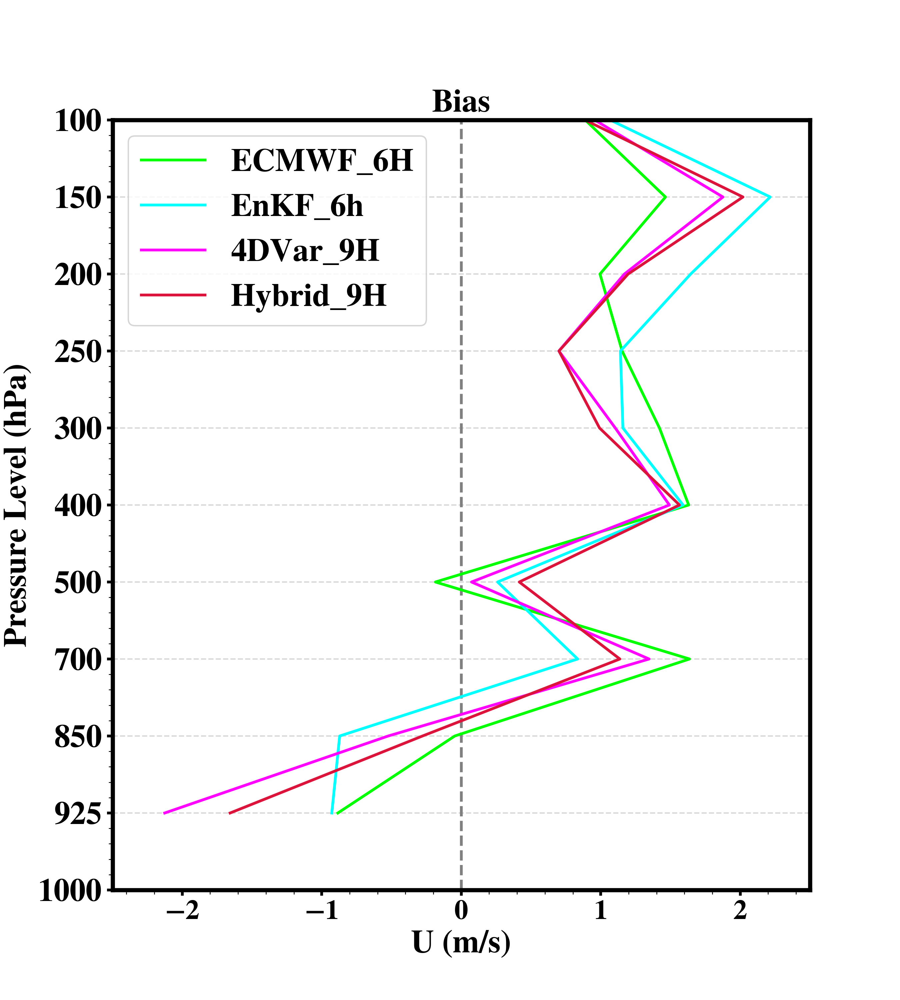 Bias
100
150
200
250
300
400
500
700
850
925
1000
Pressure Level (hPa)
ECMWF_6H
EnKF_6h
4DVar_9H
Hybrid_9H
−2
−1
0
1
2
U (m/s)